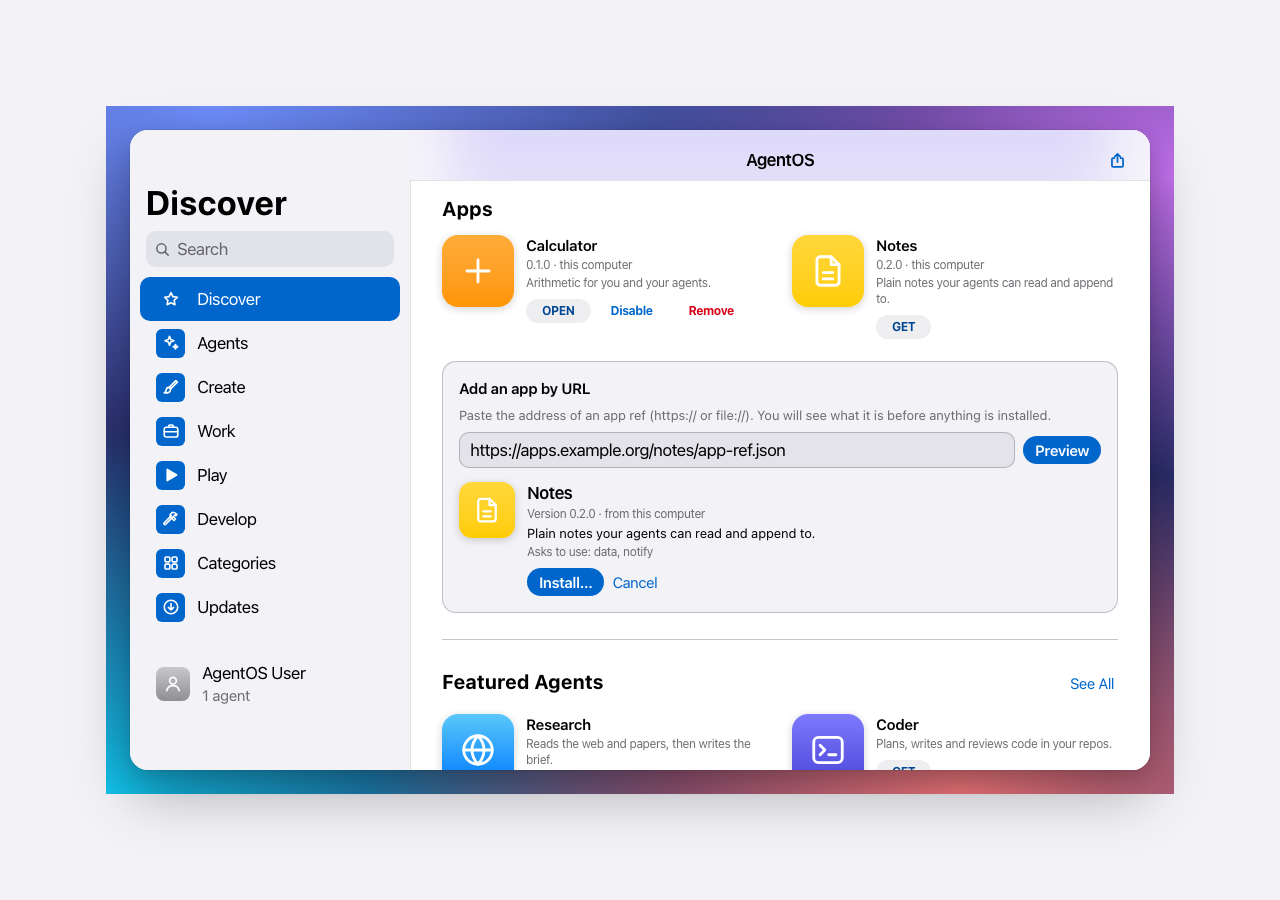 AgentOS
Discover
Search
Discover
Agents
Create
Work
Play
Develop
Categories
Updates
AgentOS User
1 agent
Apps
Calculator
0.1.0 · this computer
Arithmetic for you and your agents.
OPEN Disable Remove
Notes
0.2.0 · this computer
Plain notes your agents can read and append
to.
GET
Add an app by URL
Paste the address of an app ref (https:// or file://). You will see what it is before anything is installed.
https://apps.example.org/notes/app-ref.json
Preview
Notes
Version 0.2.0 · from this computer
Plain notes your agents can read and append to.
Asks to use: data, notify
Install... Cancel
Featured Agents
See All
Research
Reads the web and papers, then writes the
brief.
Coder
Plans, writes and reviews code in your repos.
GET